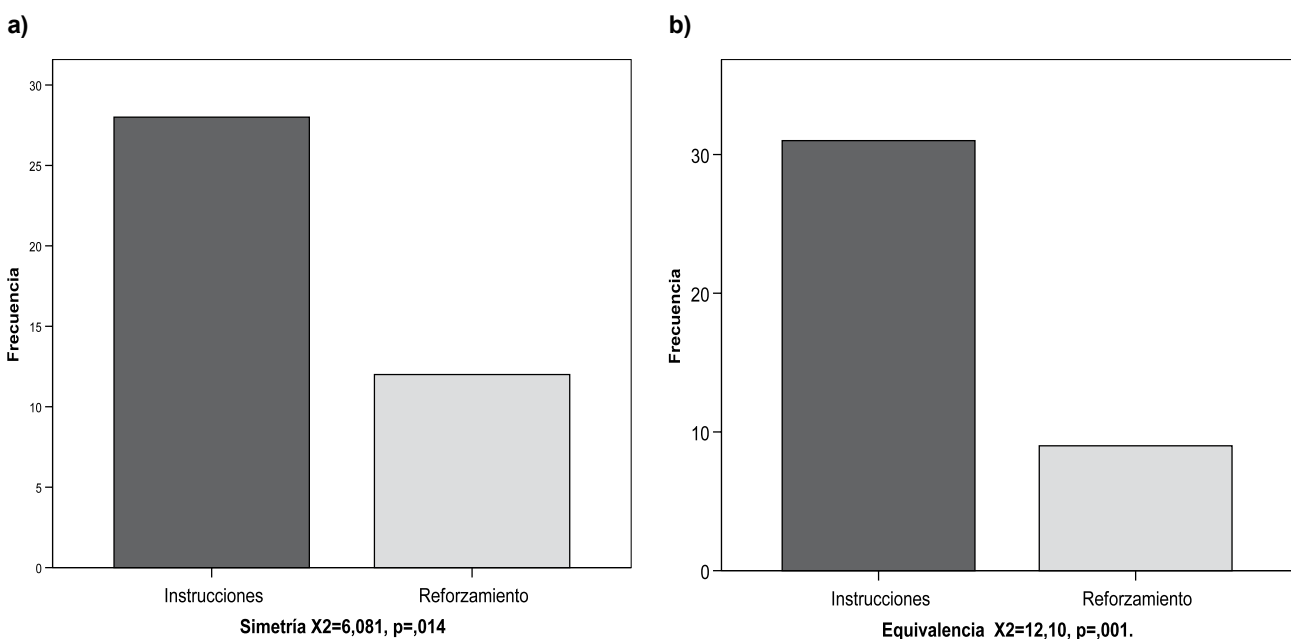 a)
Frecuencia
30
25
20
15
10
5
0
Instrucciones
Reforzamiento
Simetría X2=6,081, p=,014
b)
Frecuencia
30
20
10
0
Instrucciones
Reforzamiento
Equivalencia X2=12,10, p=,001.